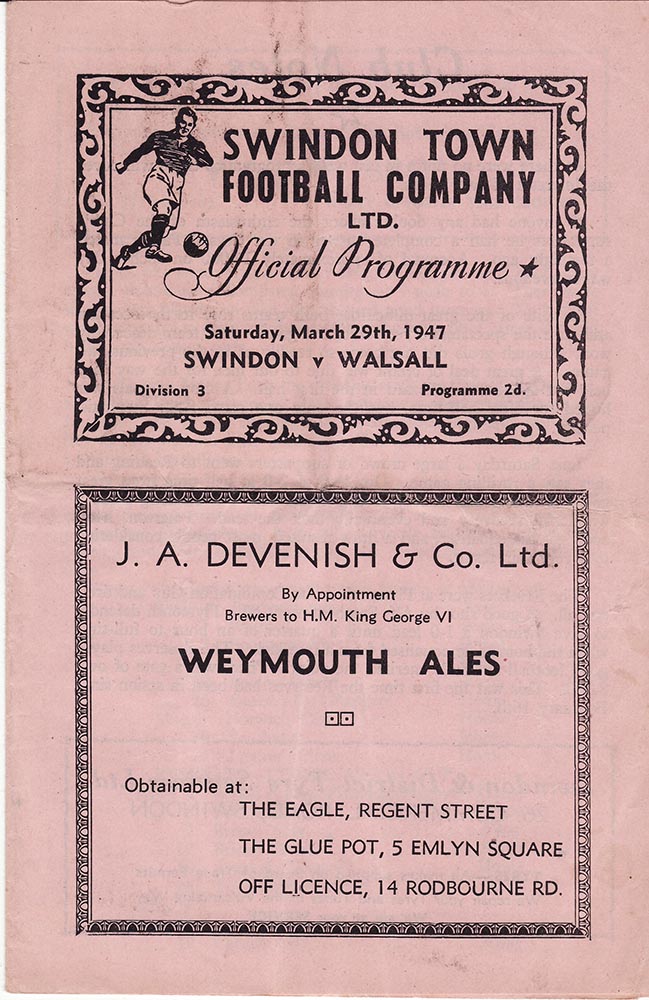 SWINDON TOWN
FOOTBALL COMPANY
LTD.
Official Programme
Saturday, March 29th, 1947
SWINDON v WALSALL
Division 3 Programme 2d.
J. A. DEVENISH & Co. Ltd.
By Appointment
Brewers to H.M. King George VI
WEYMOUTH ALES
Obtainable at:
THE EAGLE, REGENT STREET
THE GLUE POT, 5 EMLYN SQUARE
OFF LICENCE, 14 RODBOURNE RD.